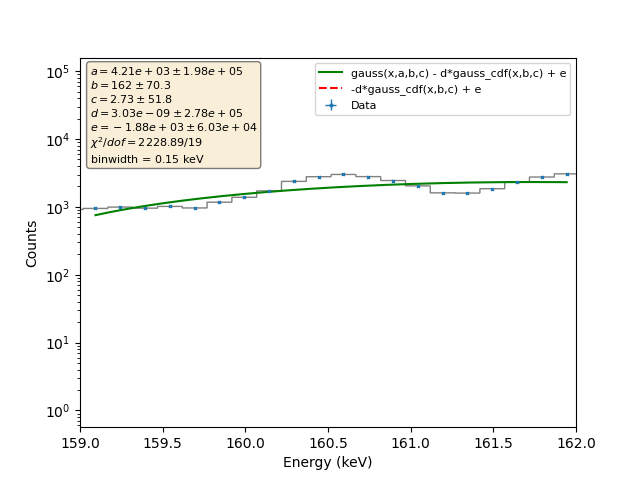 a = 4.21e + 03 ± 1.98e + 05
b = 162 ± 70.3
c = 2.73 ± 51.8
d = 3.03e − 09 ± 2.78e + 05
e = − 1.88e + 03 ± 6.03e + 04
χ²/dof = 2228.89/19
binwidth = 0.15 keV
gauss(x,a,b,c) - d*gauss_cdf(x,b,c) + e
-d*gauss_cdf(x,b,c) + e
Data
10⁵
10⁴
10³
10²
10¹
10⁰
Counts
159.0 159.5 160.0 160.5 161.0 161.5 162.0
Energy (keV)